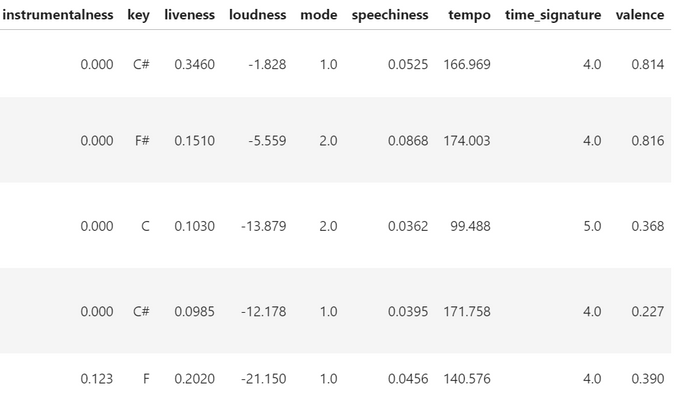 instrumentalness key liveness loudness mode speechiness tempo time_signature valence
0.000 C# 0.3460 -1.828 1.0 0.0525 166.969 4.0 0.814
0.000 F# 0.1510 -5.559 2.0 0.0868 174.003 4.0 0.816
0.000 C 0.1030 -13.879 2.0 0.0362 99.488 5.0 0.368
0.000 C# 0.0985 -12.178 1.0 0.0395 171.758 4.0 0.227
0.123 F 0.2020 -21.150 1.0 0.0456 140.576 4.0 0.390